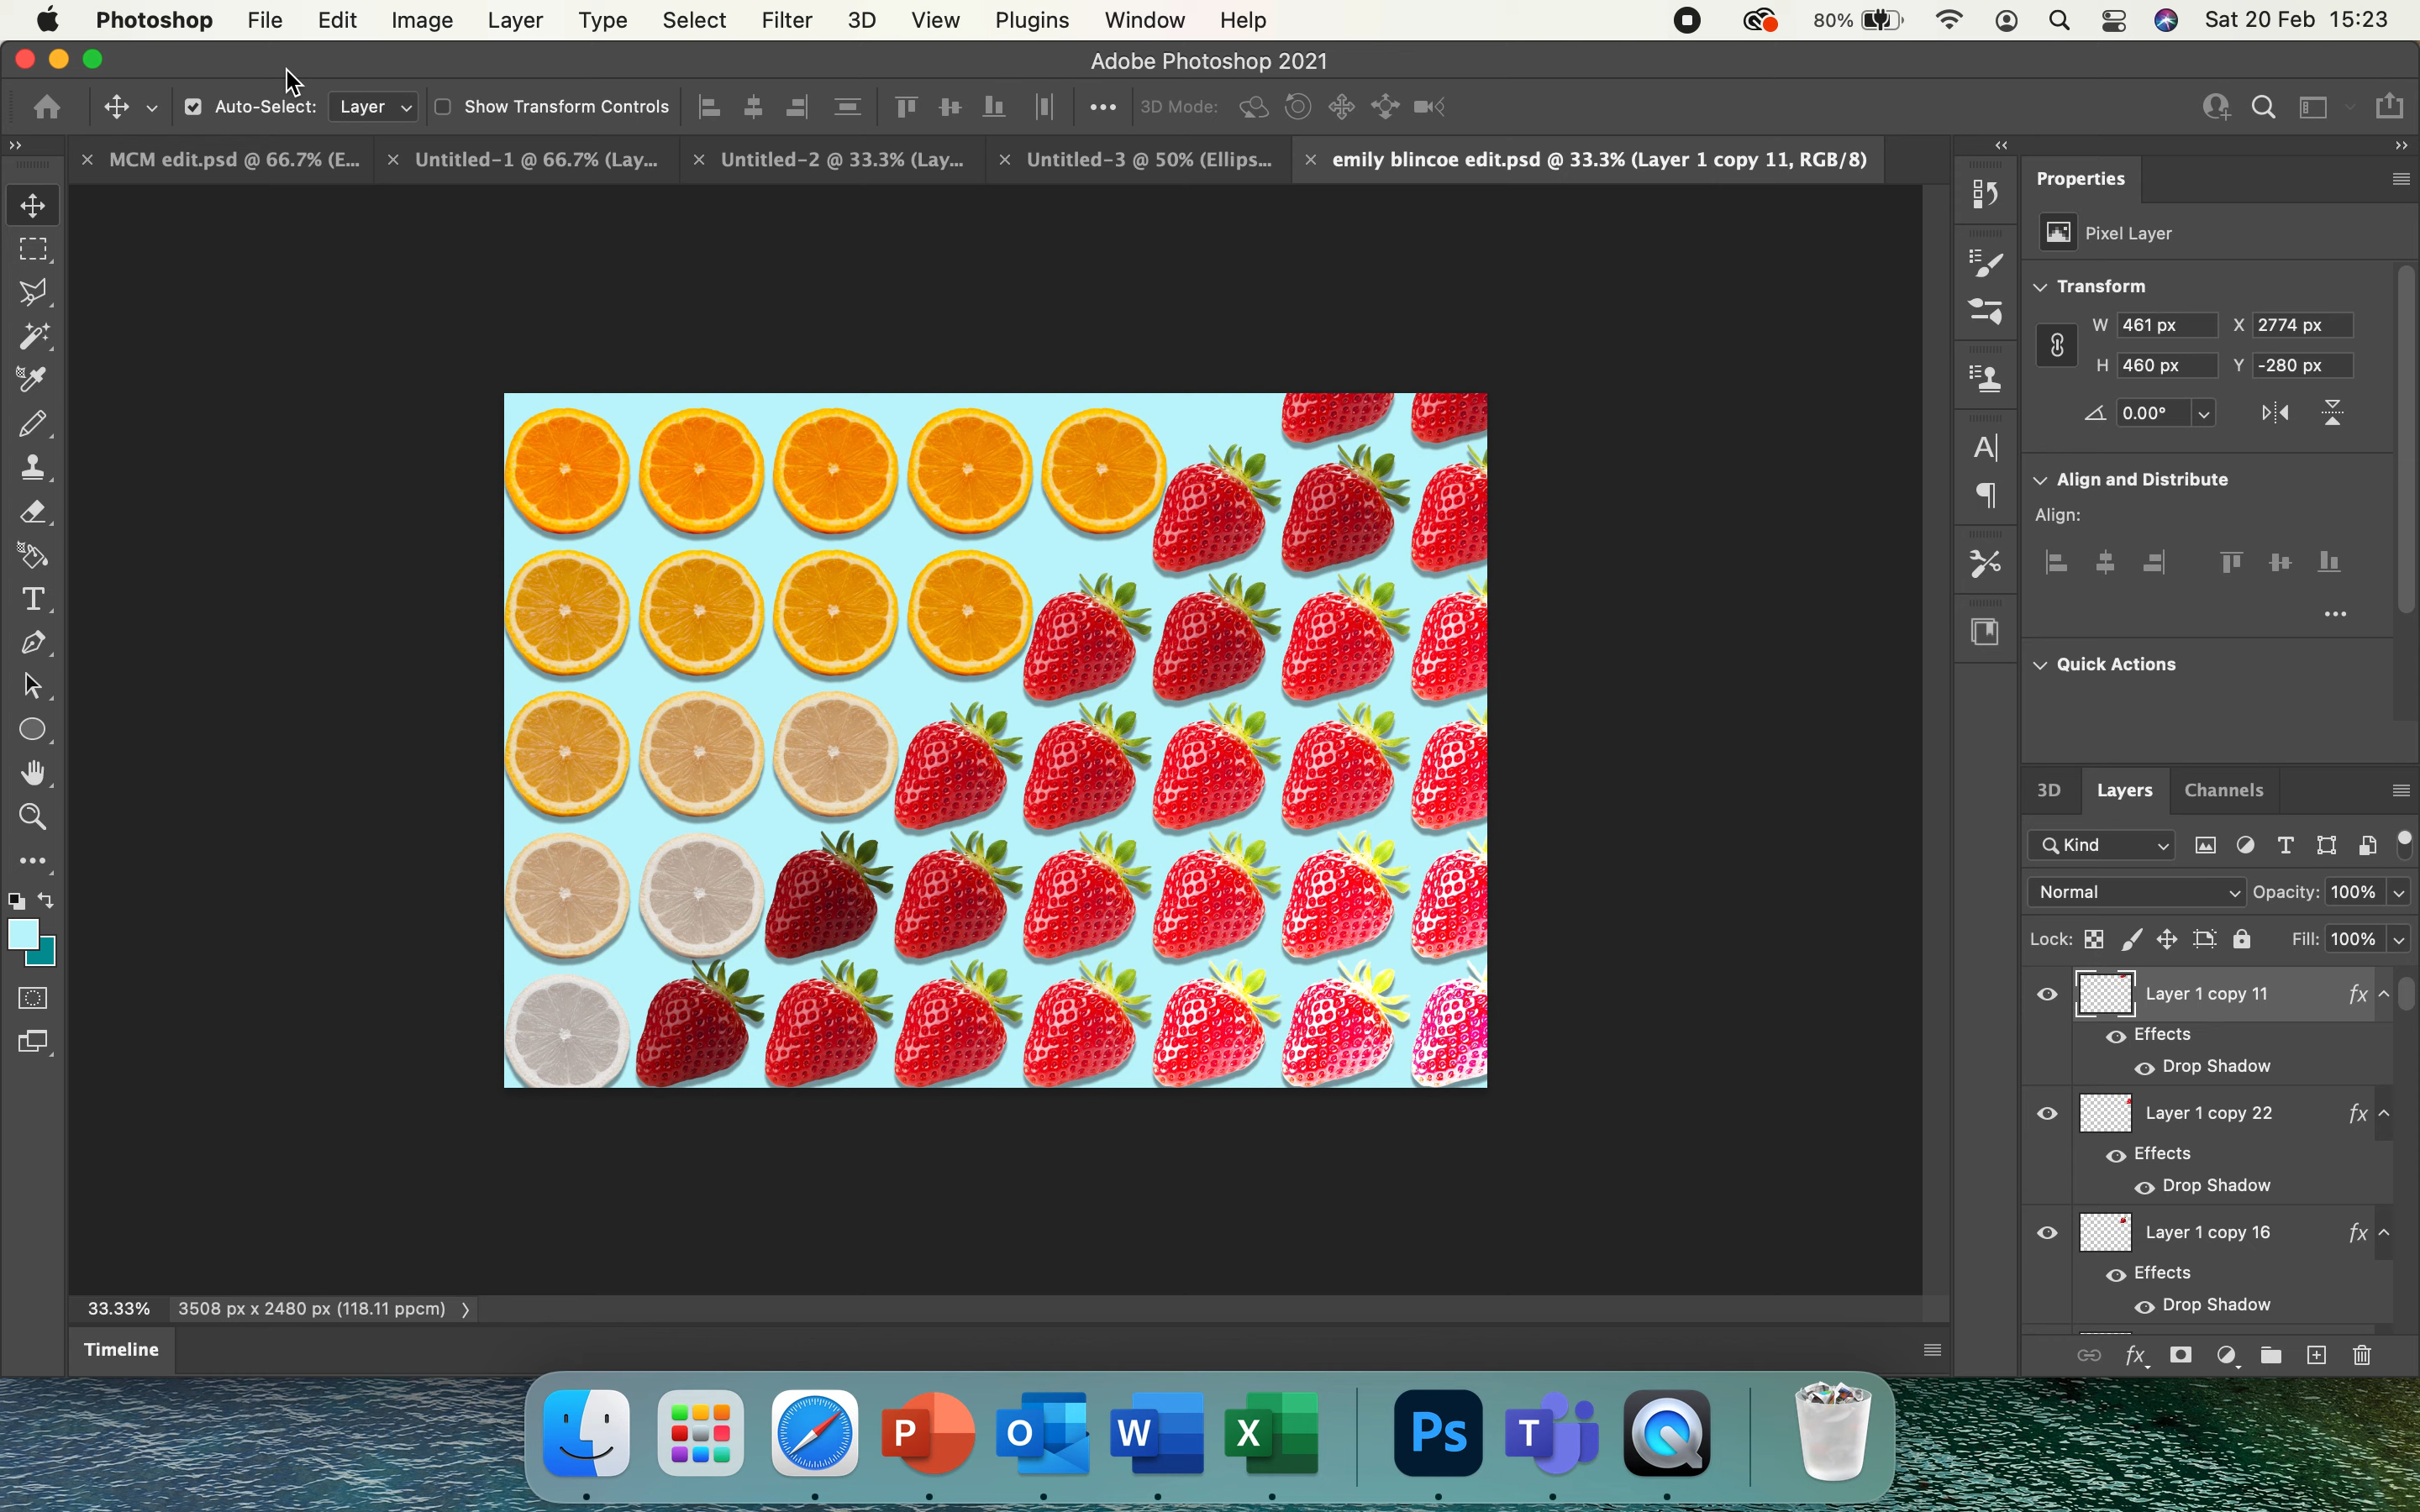 Photoshop File Edit Image Layer Type Select Filter 3D View Plugins Window Help 80% Sat 20 Feb 15:23
Adobe Photoshop 2021
Auto-Select: Layer Show Transform Controls 3D Mode:
MCM edit.psd @ 66.7% (E... Untitled-1 @ 66.7% (Lay... Untitled-2 @ 33.3% (Lay... Untitled-3 @ 50% (Ellips... emily blincoe edit.psd @ 33.3% (Layer 1 copy 11, RGB/8)
Properties
Pixel Layer
Transform
W 461 px X 2774 px
H 460 px Y -280 px
0.00°
Align and Distribute
Align:
Quick Actions
3D Layers Channels
Kind
Normal Opacity: 100%
Lock: Fill: 100%
Layer 1 copy 11 fx
Effects
Drop Shadow
Layer 1 copy 22 fx
Effects
Drop Shadow
Layer 1 copy 16 fx
Effects
Drop Shadow
fx
33.33% 3508 px x 2480 px (118.11 ppcm)
Timeline
P O W X Ps T